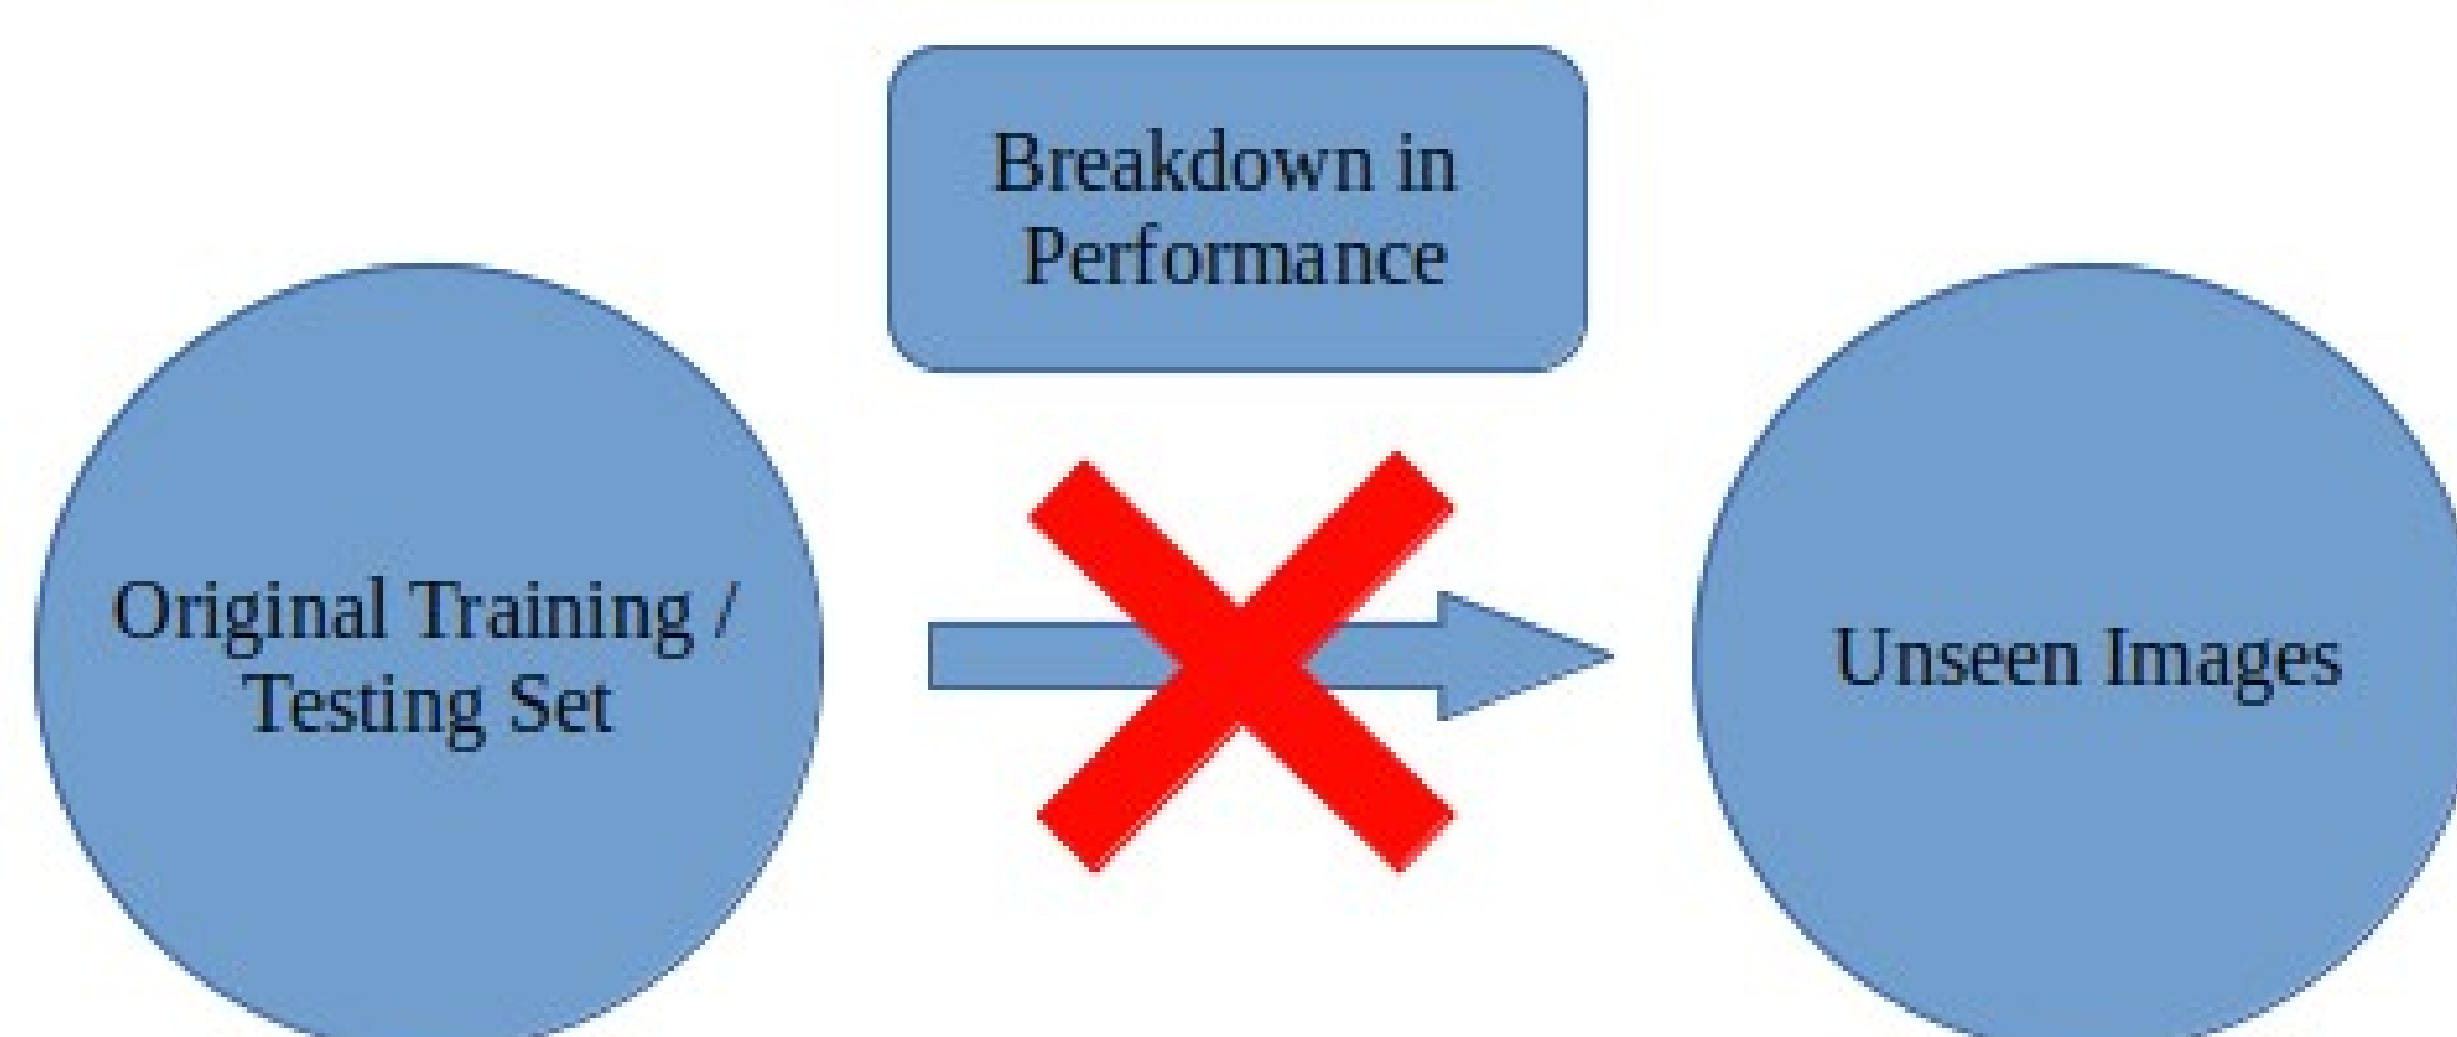 Breakdown in
Performance
Original Training /
Testing Set
Unseen Images